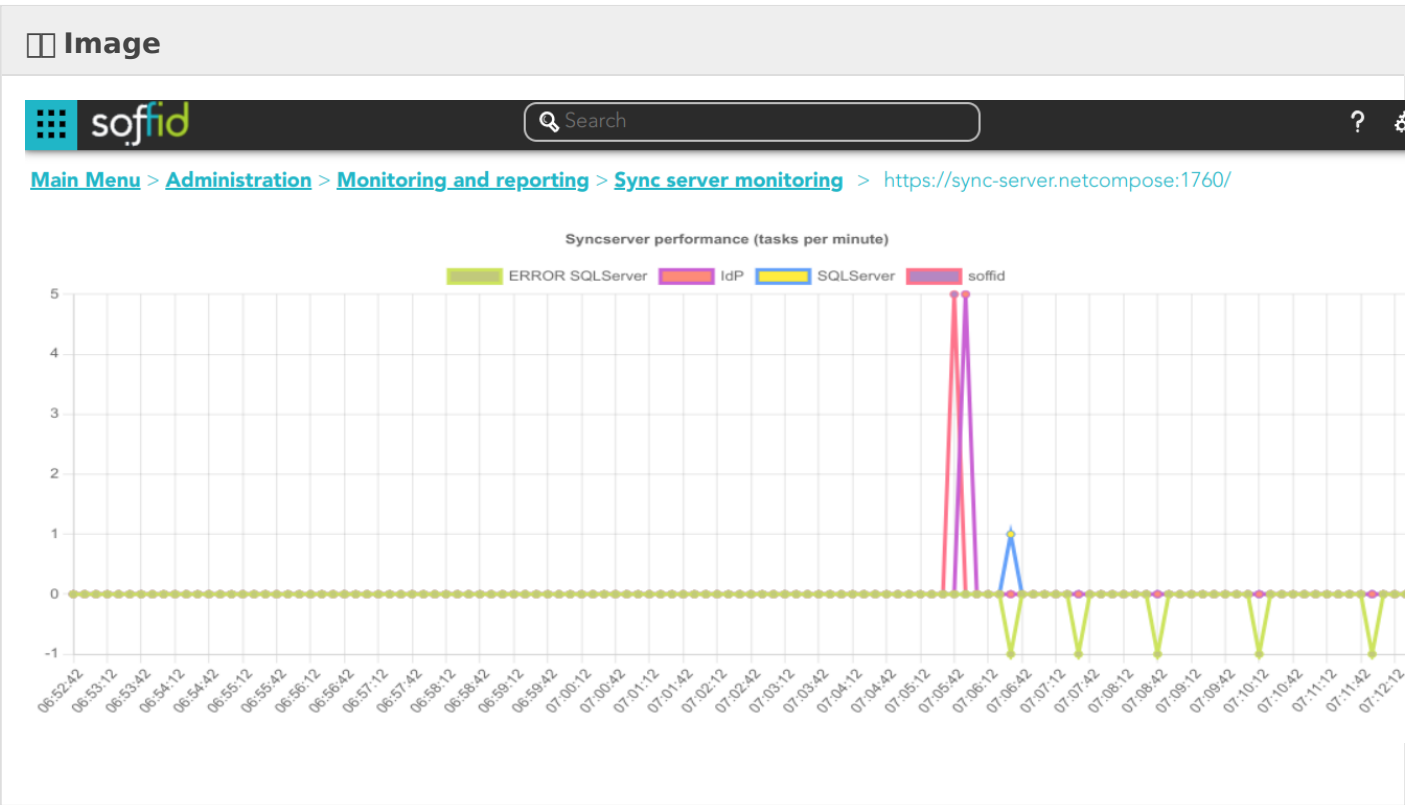 Image
soffid
Search
?
Main Menu > Administration > Monitoring and reporting > Sync server monitoring > https://sync-server.netcompose:1760/
Syncserver performance (tasks per minute)
ERROR SQLServer IdP SQLServer soffid
5
4
3
2
1
0
-1
06:52:42 06:53:12 06:53:42 06:54:12 06:54:42 06:55:12 06:55:42 06:56:12 06:56:42 06:57:12 06:57:42 06:58:12 06:58:42 06:59:12 06:59:42 07:00:12 07:00:42 07:01:12 07:01:42 07:02:12 07:02:42 07:03:12 07:03:42 07:04:12 07:04:42 07:05:12 07:05:42 07:06:12 07:06:42 07:07:12 07:07:42 07:08:12 07:08:42 07:09:12 07:09:42 07:10:12 07:10:42 07:11:12 07:11:42 07:12:12